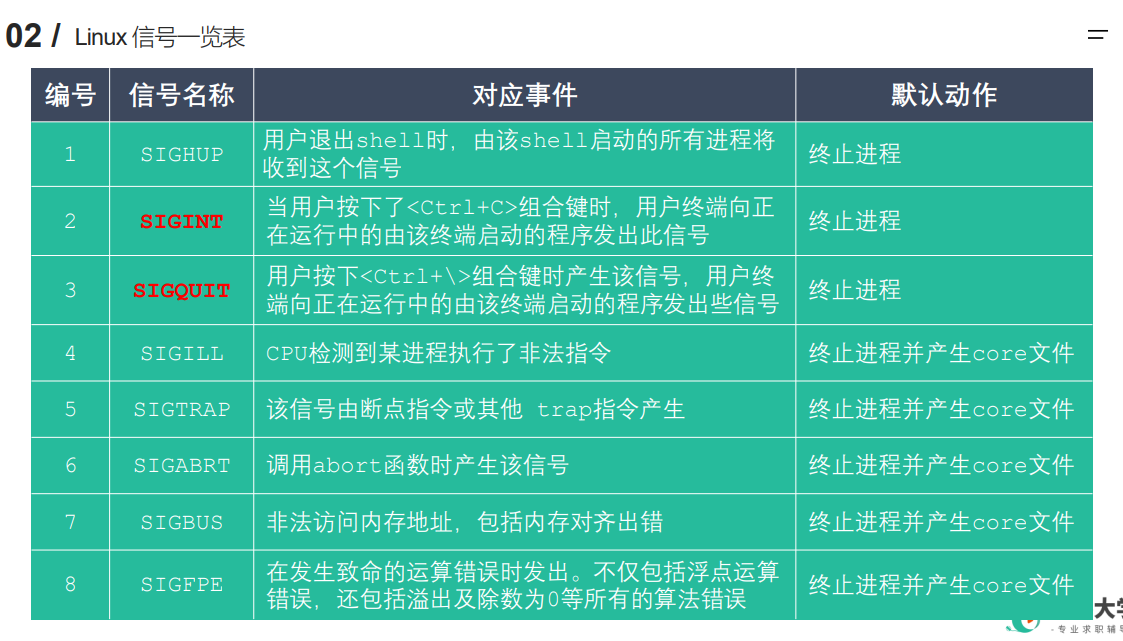 02 / Linux 信号一览表
编号 信号名称 对应事件 默认动作
1 SIGHUP 用户退出shell时，由该shell启动的所有进程将
收到这个信号 终止进程
2 SIGINT 当用户按下了<Ctrl+C>组合键时，用户终端向正
在运行中的由该终端启动的程序发出此信号 终止进程
3 SIGQUIT 用户按下<Ctrl+\>组合键时产生该信号，用户终
端向正在运行中的由该终端启动的程序发出些信号 终止进程
4 SIGILL CPU检测到某进程执行了非法指令 终止进程并产生core文件
5 SIGTRAP 该信号由断点指令或其他 trap指令产生 终止进程并产生core文件
6 SIGABRT 调用abort函数时产生该信号 终止进程并产生core文件
7 SIGBUS 非法访问内存地址，包括内存对齐出错 终止进程并产生core文件
8 SIGFPE 在发生致命的运算错误时发出。不仅包括浮点运算
错误，还包括溢出及除数为0等所有的算法错误 终止进程并产生core文件
大
-专业求职辅